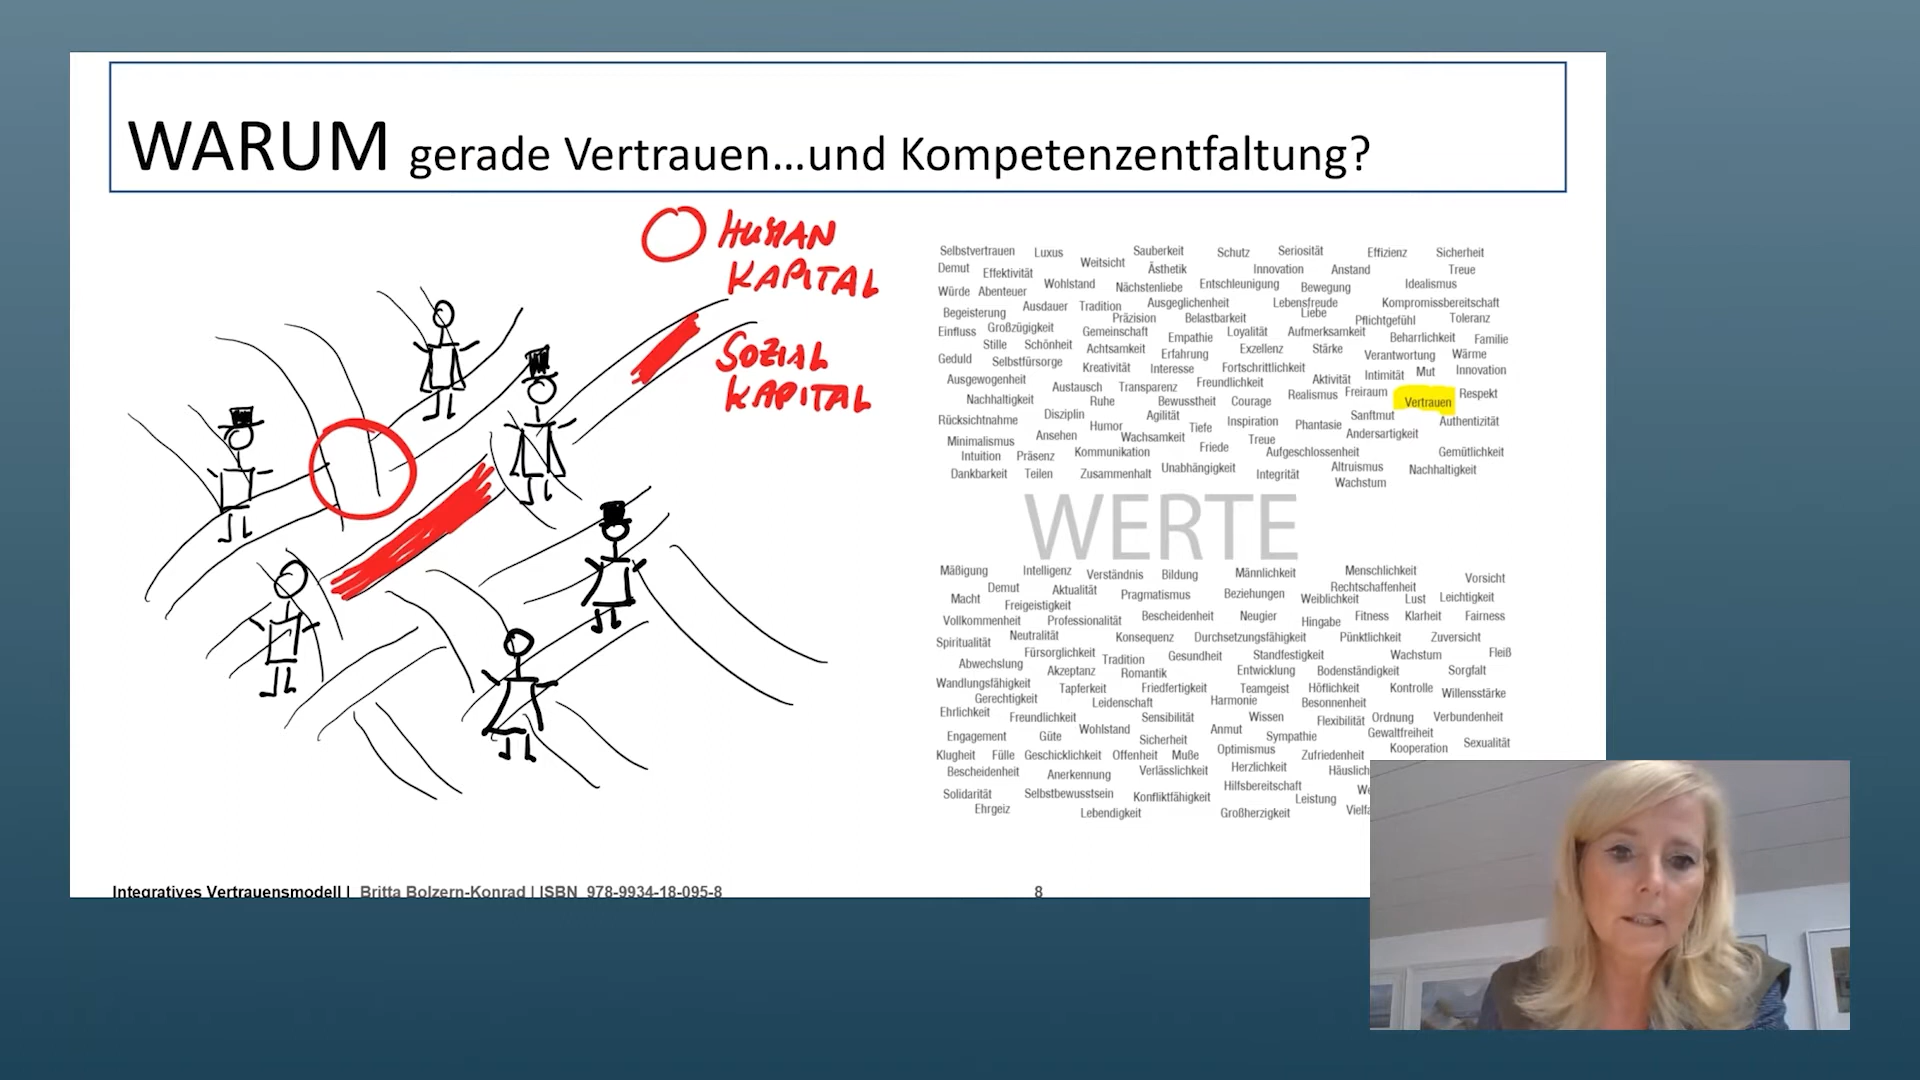 WARUM gerade Vertrauen...und Kompetenzentfaltung?
HUMAN
KAPITAL
SOZIAL
KAPITAL
Selbstvertrauen Luxus Sauberkeit Schutz Seriosität Effizienz Sicherheit
Demut Effektivität Weitsicht Ästhetik Innovation Anstand Treue
Würde Abenteuer Wohlstand Nächstenliebe Entschleunigung Bewegung Idealismus
Begeisterung Ausdauer Tradition Ausgeglichenheit Lebensfreude Kompromissbereitschaft
Präzision Belastbarkeit Liebe Pflichtgefühl Toleranz
Einfluss Großzügigkeit Gemeinschaft Empathie Loyalität Aufmerksamkeit Beharrlichkeit Familie
Stille Schönheit Achtsamkeit Erfahrung Exzellenz Stärke Verantwortung Wärme
Geduld Selbstfürsorge Kreativität Interesse Fortschrittlichkeit Intimität Mut Innovation
Ausgewogenheit Austausch Transparenz Freundlichkeit Aktivität
Nachhaltigkeit Ruhe Bewusstheit Courage Realismus Freiraum Vertrauen Respekt
Rücksichtnahme Disziplin Humor Agilität Tiefe Inspiration Phantasie Sanftmut Authentizität
Minimalismus Ansehen Wachsamkeit Friede Treue Andersartigkeit
Intuition Präsenz Kommunikation Aufgeschlossenheit Gemütlichkeit
Dankbarkeit Teilen Zusammenhalt Unabhängigkeit Integrität Altruismus Nachhaltigkeit
Wachstum
WERTE
Mäßigung Intelligenz Verständnis Bildung Männlichkeit Menschlichkeit Vorsicht
Demut Aktualität Pragmatismus Beziehungen Rechtschaffenheit
Macht Freigeistigkeit Weiblichkeit Lust Leichtigkeit
Vollkommenheit Professionalität Bescheidenheit Neugier Hingabe Fitness Klarheit Fairness
Spiritualität Neutralität Konsequenz Durchsetzungsfähigkeit Pünktlichkeit Zuversicht
Fürsorglichkeit Tradition Gesundheit Standfestigkeit Wachstum Fleiß
Abwechslung Akzeptanz Romantik Entwicklung Bodenständigkeit Sorgfalt
Wandlungsfähigkeit Tapferkeit Friedfertigkeit Teamgeist Höflichkeit Kontrolle Willensstärke
Gerechtigkeit Leidenschaft Harmonie Besonnenheit
Ehrlichkeit Freundlichkeit Sensibilität Wissen Flexibilität Ordnung Verbundenheit
Engagement Güte Wohlstand Sicherheit Anmut Sympathie Gewaltfreiheit
Klugheit Fülle Geschicklichkeit Offenheit Muße Optimismus Zufriedenheit Kooperation Sexualität
Bescheidenheit Anerkennung Verlässlichkeit Herzlichkeit Häuslich
Solidarität Selbstbewusstsein Konfliktfähigkeit Hilfsbereitschaft Leistung
Ehrgeiz Lebendigkeit Großherzigkeit
Integratives Vertrauensmodell | Britta Bolzern-Konrad | ISBN 978-9934-18-095-8 8